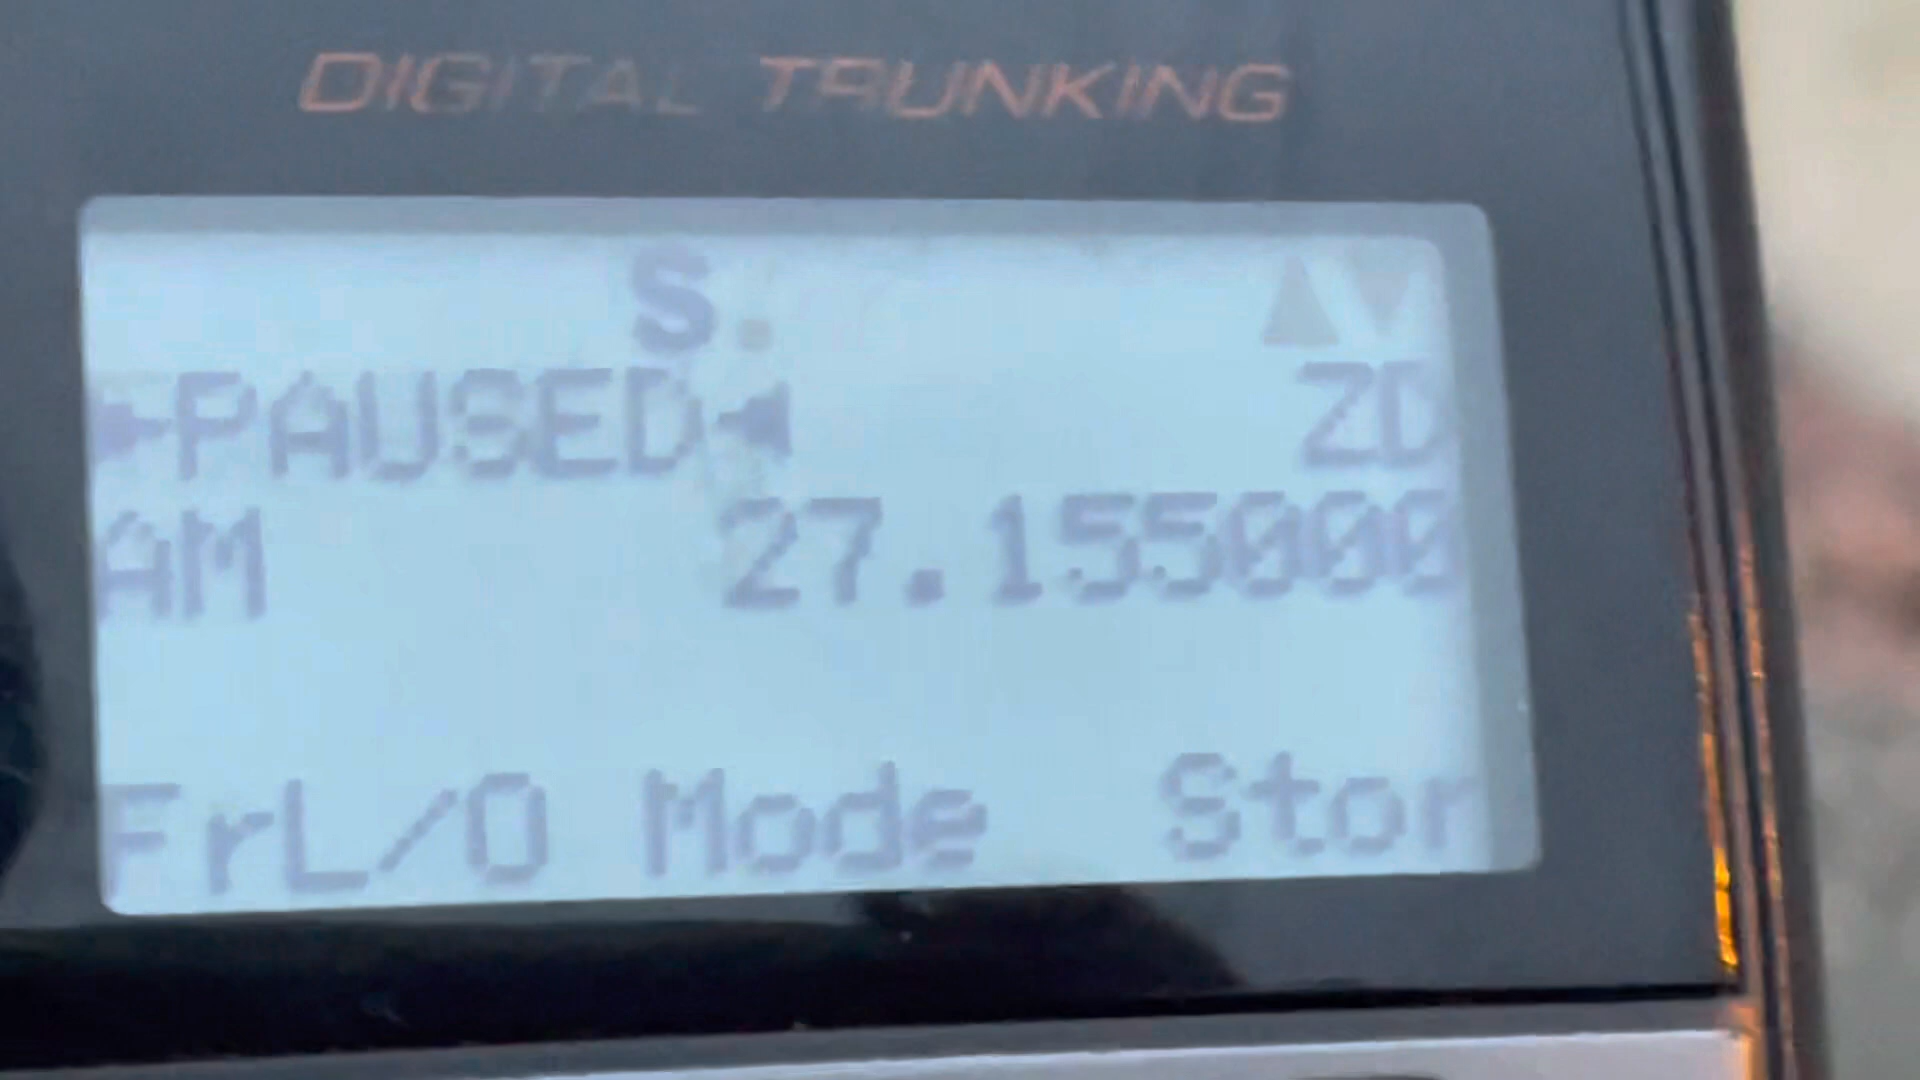 DIGITAL TRUNKING
S.
PAUSED ZD
AM 27.155000
FrL/O Mode Stor